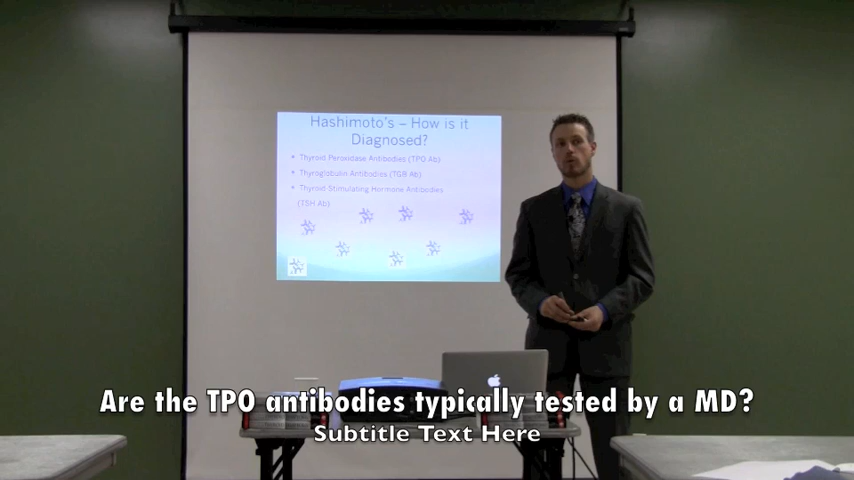 Hashimoto's – How is it
Diagnosed?
• Thyroid Peroxidase Antibodies (TPO Ab)
• Thyroglobulin Antibodies (TGB Ab)
• Thyroid Stimulating Hormone Antibodies
(TSH Ab)
Are the TPO antibodies typically tested by a MD?
Subtitle Text Here